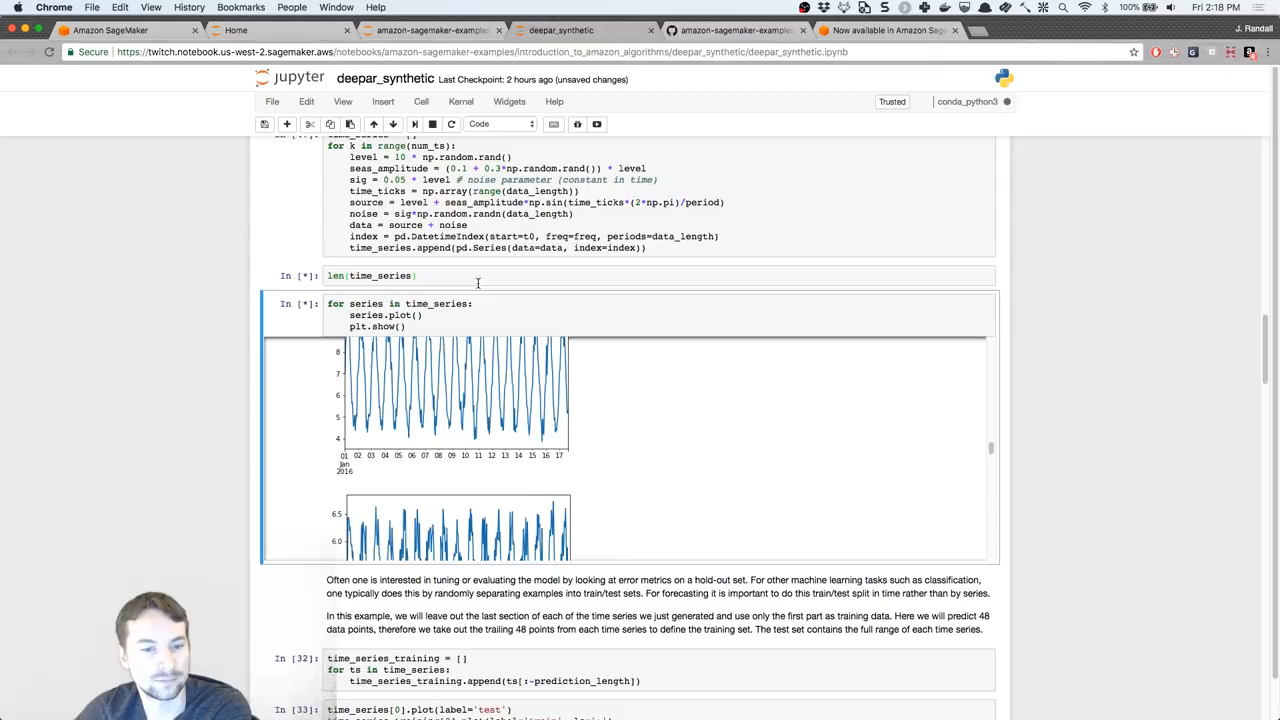 Chrome File Edit View History Bookmarks People Window Help
100% Fri 2:18 PM
Amazon SageMaker
Home
amazon-sagemaker-examples
deepar_synthetic
amazon-sagemaker-examples
Now available in Amazon Sage
J. Randall
Secure https://twitch.notebook.us-west-2.sagemaker.aws/notebooks/amazon-sagemaker-examples/introduction_to_amazon_algorithms/deepar_synthetic/deepar_synthetic.ipynb
jupyter deepar_synthetic Last Checkpoint: 2 hours ago (unsaved changes)
File Edit View Insert Cell Kernel Widgets Help
Trusted conda_python3
Code
for k in range(num_ts):
level = 10 * np.random.rand()
seas_amplitude = (0.1 + 0.3*np.random.rand()) * level
sig = 0.05 * level # noise parameter (constant in time)
time_ticks = np.array(range(data_length))
source = level + seas_amplitude*np.sin(time_ticks*(2*np.pi)/period)
noise = sig*np.random.randn(data_length)
data = source + noise
index = pd.DatetimeIndex(start=t0, freq=freq, periods=data_length)
time_series.append(pd.Series(data=data, index=index))
In [*]: len(time_series)
In [*]: for series in time_series:
series.plot()
plt.show()
8
7
6
5
4
01 02 03 04 05 06 07 08 09 10 11 12 13 14 15 16 17
Jan
2016
6.5
6.0
Often one is interested in tuning or evaluating the model by looking at error metrics on a hold-out set. For other machine learning tasks such as classification,
one typically does this by randomly separating examples into train/test sets. For forecasting it is important to do this train/test split in time rather than by series.
In this example, we will leave out the last section of each of the time series we just generated and use only the first part as training data. Here we will predict 48
data points, therefore we take out the trailing 48 points from each time series to define the training set. The test set contains the full range of each time series.
In [32]: time_series_training = []
for ts in time_series:
time_series_training.append(ts[:-prediction_length])
In [33]: time_series[0].plot(label='test')